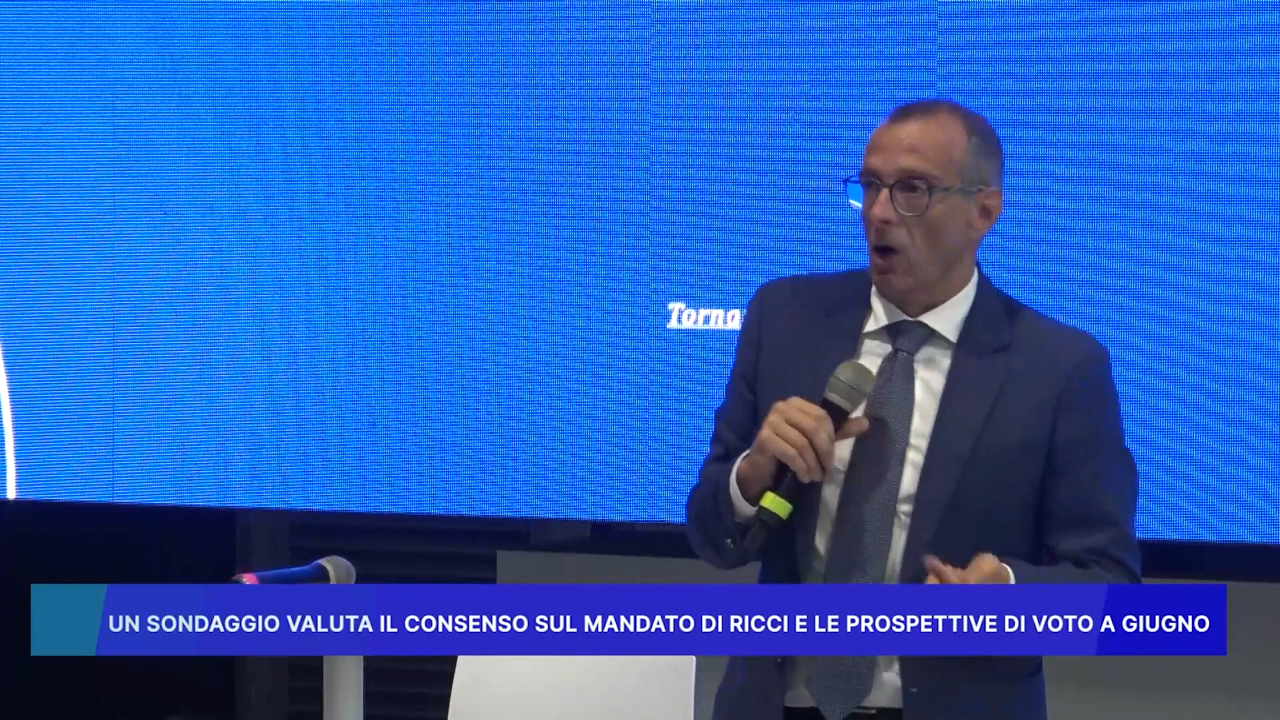 Torna
UN SONDAGGIO VALUTA IL CONSENSO SUL MANDATO DI RICCI E LE PROSPETTIVE DI VOTO A GIUGNO